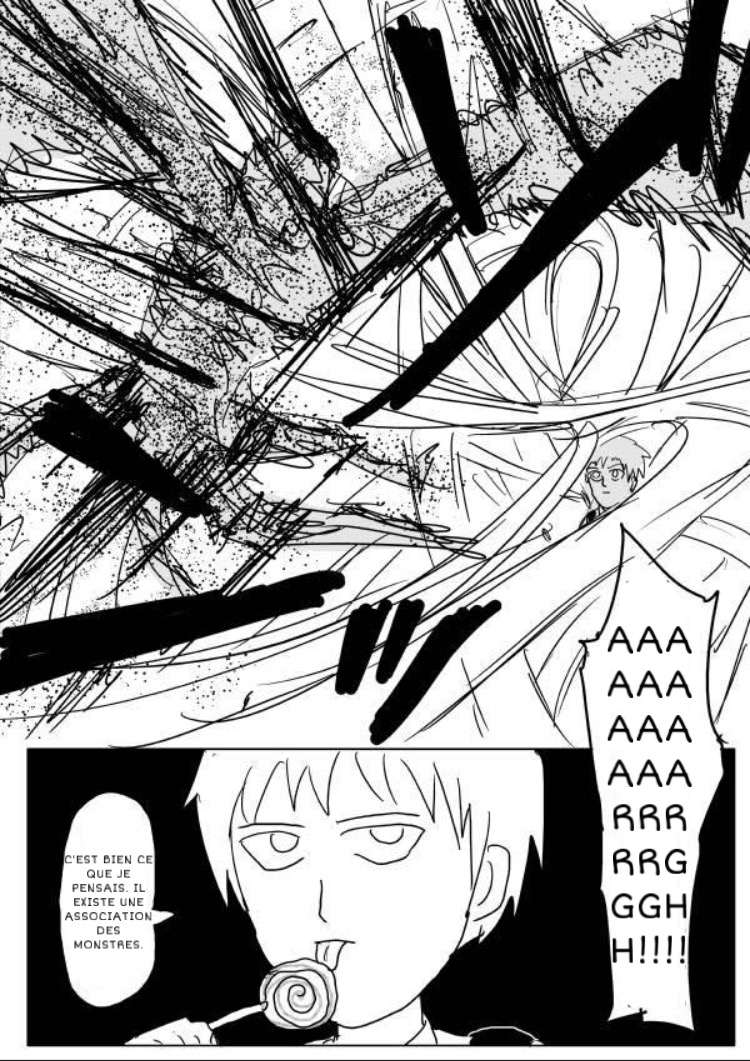 AAA
AAA
AAA
AAA
RRR
RRG
GGH
H!!!!
C'EST BIEN CE
QUE JE
PENSAIS. IL
EXISTE UNE
ASSOCIATION
DES
MONSTRES.